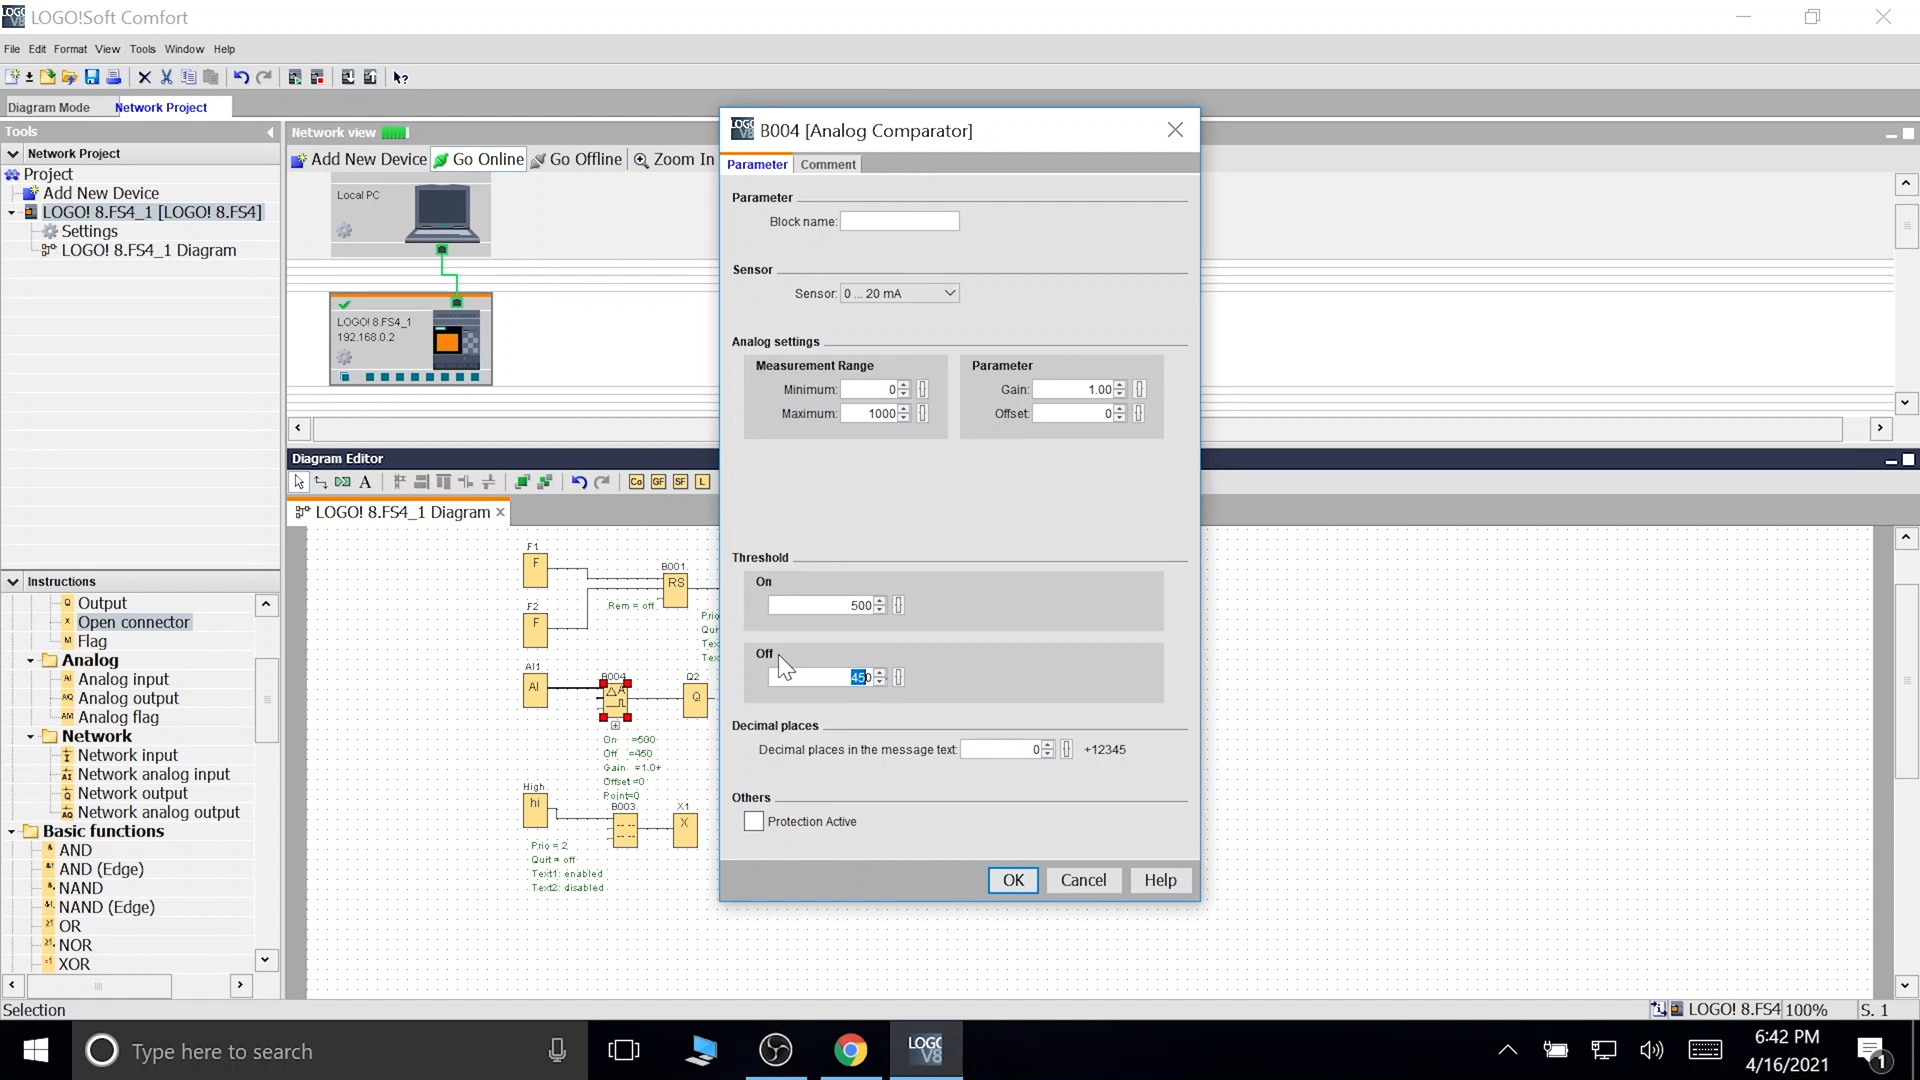 LOGO!Soft Comfort
File Edit Format View Tools Window Help
Diagram Mode Network Project
Tools
Network Project
Project
Add New Device
LOGO! 8.FS4_1 [LOGO! 8.FS4]
Settings
LOGO! 8.FS4_1 Diagram
Instructions
Output
Open connector
Flag
Analog
Analog input
Analog output
Analog flag
Network
Network input
Network analog input
Network output
Network analog output
Basic functions
AND
AND (Edge)
NAND
NAND (Edge)
OR
NOR
XOR
Network view
Add New Device Go Online Go Offline Zoom In
Local PC
LOGO! 8.FS4_1
192.168.0.2
Diagram Editor
A Co GF SF L
LOGO! 8.FS4_1 Diagram
F1
F
B001
RS
Rem = off
F2
F
AI1
AI
B004
A
Q2
Q
On =500
Off =450
Gain =1.0+
Offset =0
Point=0
High
hi
B003
X1
X
Prio = 2
Quit = off
Text1: enabled
Text2: disabled
B004 [Analog Comparator]
Parameter Comment
Parameter
Block name:
Sensor
Sensor: 0 ... 20 mA
Analog settings
Measurement Range
Minimum: 0
Maximum: 1000
Parameter
Gain: 1.00
Offset: 0
Threshold
On
500
Off
450
Decimal places
Decimal places in the message text: 0 +12345
Others
Protection Active
OK Cancel Help
Selection
LOGO! 8.FS4 100% S. 1
Type here to search
6:42 PM
4/16/2021
1